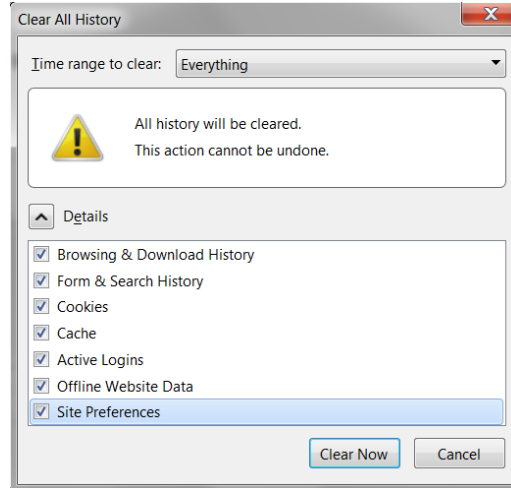 Clear All History
Time range to clear: Everything
All history will be cleared.
This action cannot be undone.
Details
Browsing & Download History
Form & Search History
Cookies
Cache
Active Logins
Offline Website Data
Site Preferences
Clear Now Cancel